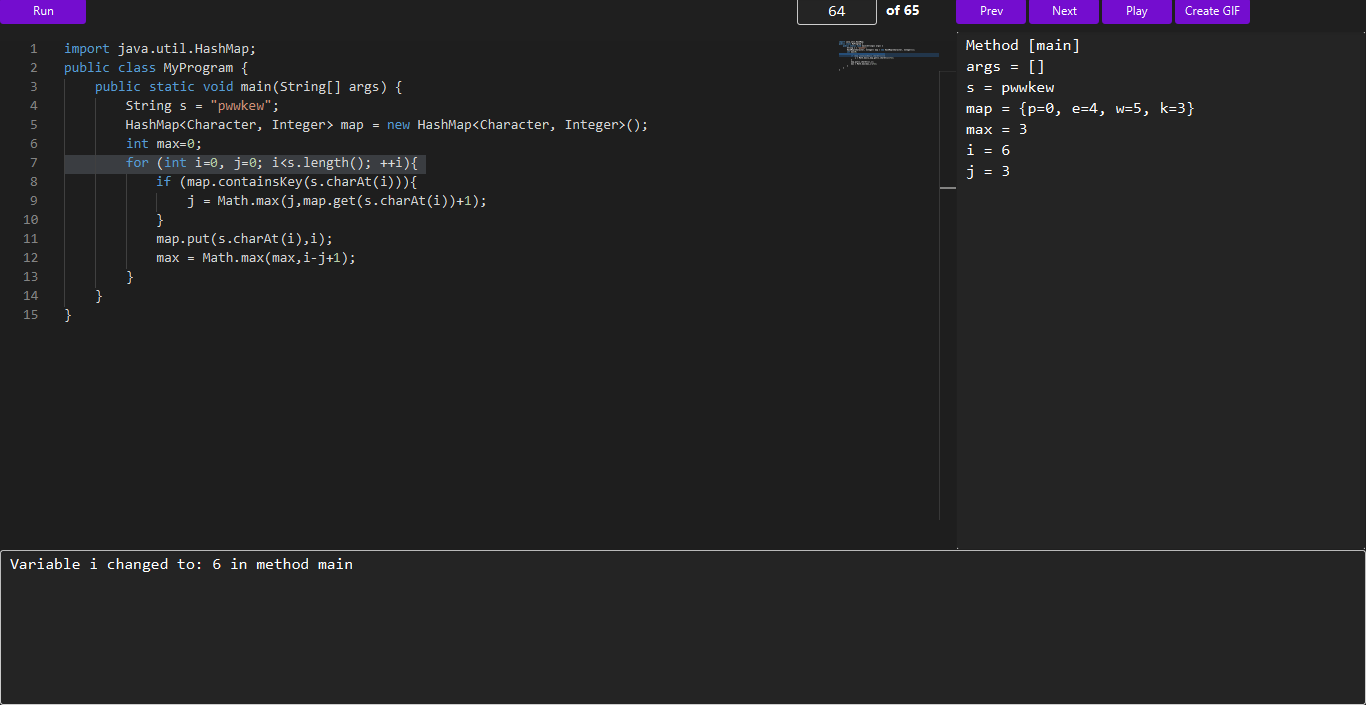 Run
64 of 65
Prev Next Play Create GIF
1 import java.util.HashMap;
2 public class MyProgram {
3 public static void main(String[] args) {
4 String s = "pwwkew";
5 HashMap<Character, Integer> map = new HashMap<Character, Integer>();
6 int max=0;
7 for (int i=0, j=0; i<s.length(); ++i){
8 if (map.containsKey(s.charAt(i))){
9 j = Math.max(j,map.get(s.charAt(i))+1);
10 }
11 map.put(s.charAt(i),i);
12 max = Math.max(max,i-j+1);
13 }
14 }
15 }
Method [main]
args = []
s = pwwkew
map = {p=0, e=4, w=5, k=3}
max = 3
i = 6
j = 3
Variable i changed to: 6 in method main